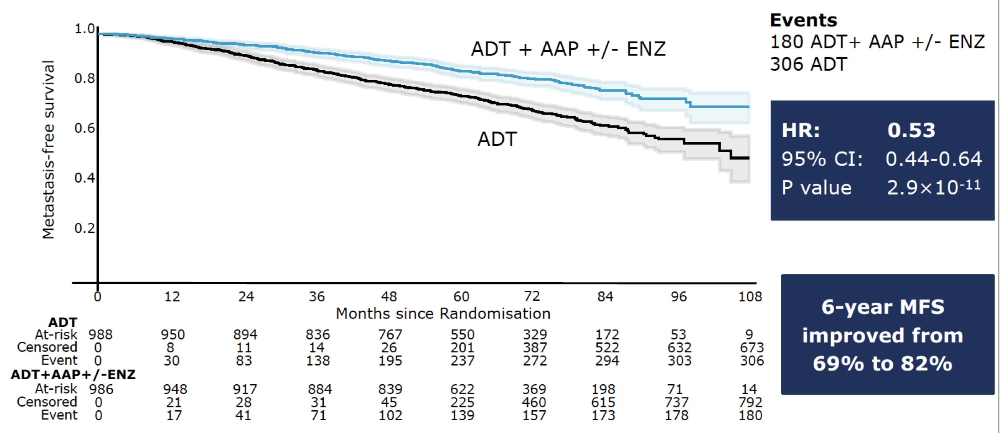 Metastasis-free survival
1.0
0.8
0.6
0.4
0.2
ADT + AAP +/- ENZ
ADT
0 12 24 36 48 60 72 84 96 108
Months since Randomisation
ADT
At-risk 988 950 894 836 767 550 329 172 53 9
Censored 0 8 11 14 26 201 387 522 632 673
Event 0 30 83 138 195 237 272 294 303 306
ADT+AAP+/-ENZ
At-risk 986 948 917 884 839 622 369 198 71 14
Censored 0 21 28 31 45 225 460 615 737 792
Event 0 17 41 71 102 139 157 173 178 180
Events
180 ADT+ AAP +/- ENZ
306 ADT
HR: 0.53
95% CI: 0.44-0.64
P value 2.9×10⁻¹¹
6-year MFS
improved from
69% to 82%